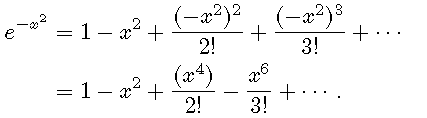 $e^{-x^2} = 1 - x^2 + \frac{(-x^2)^2}{2!} + \frac{(-x^2)^3}{3!} + \cdots$
$= 1 - x^2 + \frac{(x^4)}{2!} - \frac{x^6}{3!} + \cdots .$